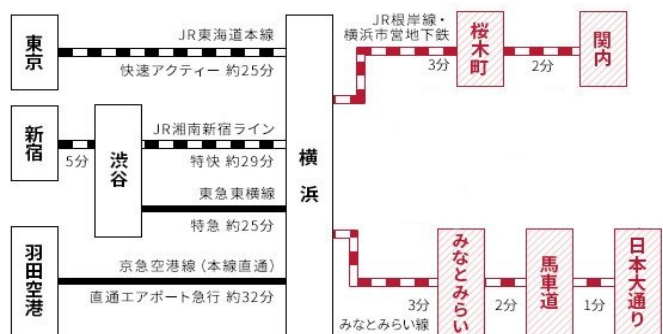 東京
JR東海道本線
快速アクティー 約25分
新宿
5分
渋谷
JR湘南新宿ライン
特快 約29分
東急東横線
特急 約25分
羽田空港
京急空港線(本線直通)
直通エアポート急行 約32分
横浜
JR根岸線・
横浜市営地下鉄
3分
桜木町
2分
関内
3分
みなとみらい線
みなとみらい
2分
馬車道
1分
日本大通り